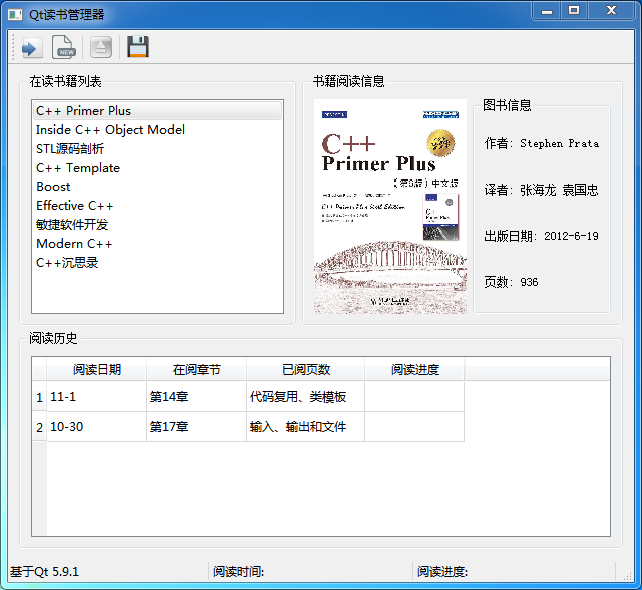 Qt读书管理器
NEW
在读书籍列表
C++ Primer Plus
Inside C++ Object Model
STL源码剖析
C++ Template
Boost
Effective C++
敏捷软件开发
Modern C++
C++沉思录
书籍阅读信息
C++
Primer Plus
（第6版）中文版
C++ Primer Plus Sixth Edition
图书信息
作者: Stephen Prata
译者: 张海龙 袁国忠
出版日期: 2012-6-19
页数: 936
阅读历史
阅读日期 在阅章节 已阅页数 阅读进度
1 11-1 第14章 代码复用、类模板
2 10-30 第17章 输入、输出和文件
基于Qt 5.9.1 阅读时间: 阅读进度: